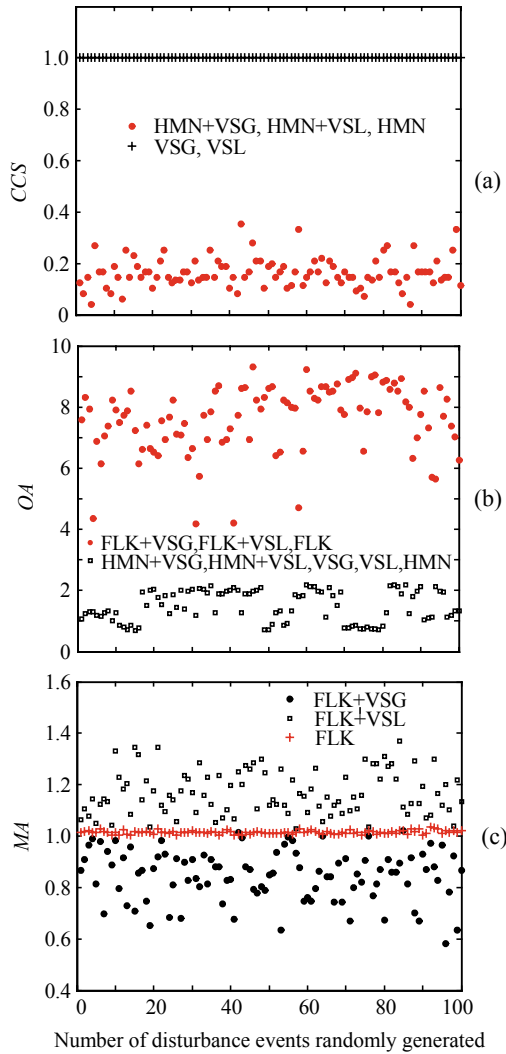 1.0
0.8
0.6
0.4
0.2
0
CCS
HMN+VSG, HMN+VSL, HMN
VSG, VSL
(a)
10
8
6
4
2
0
OA
FLK+VSG,FLK+VSL,FLK
HMN+VSG,HMN+VSL,VSG,VSL,HMN
(b)
1.6
1.4
1.2
1.0
0.8
0.6
0.4
MA
FLK+VSG
FLK+VSL
FLK
(c)
0 20 40 60 80 100
Number of disturbance events randomly generated